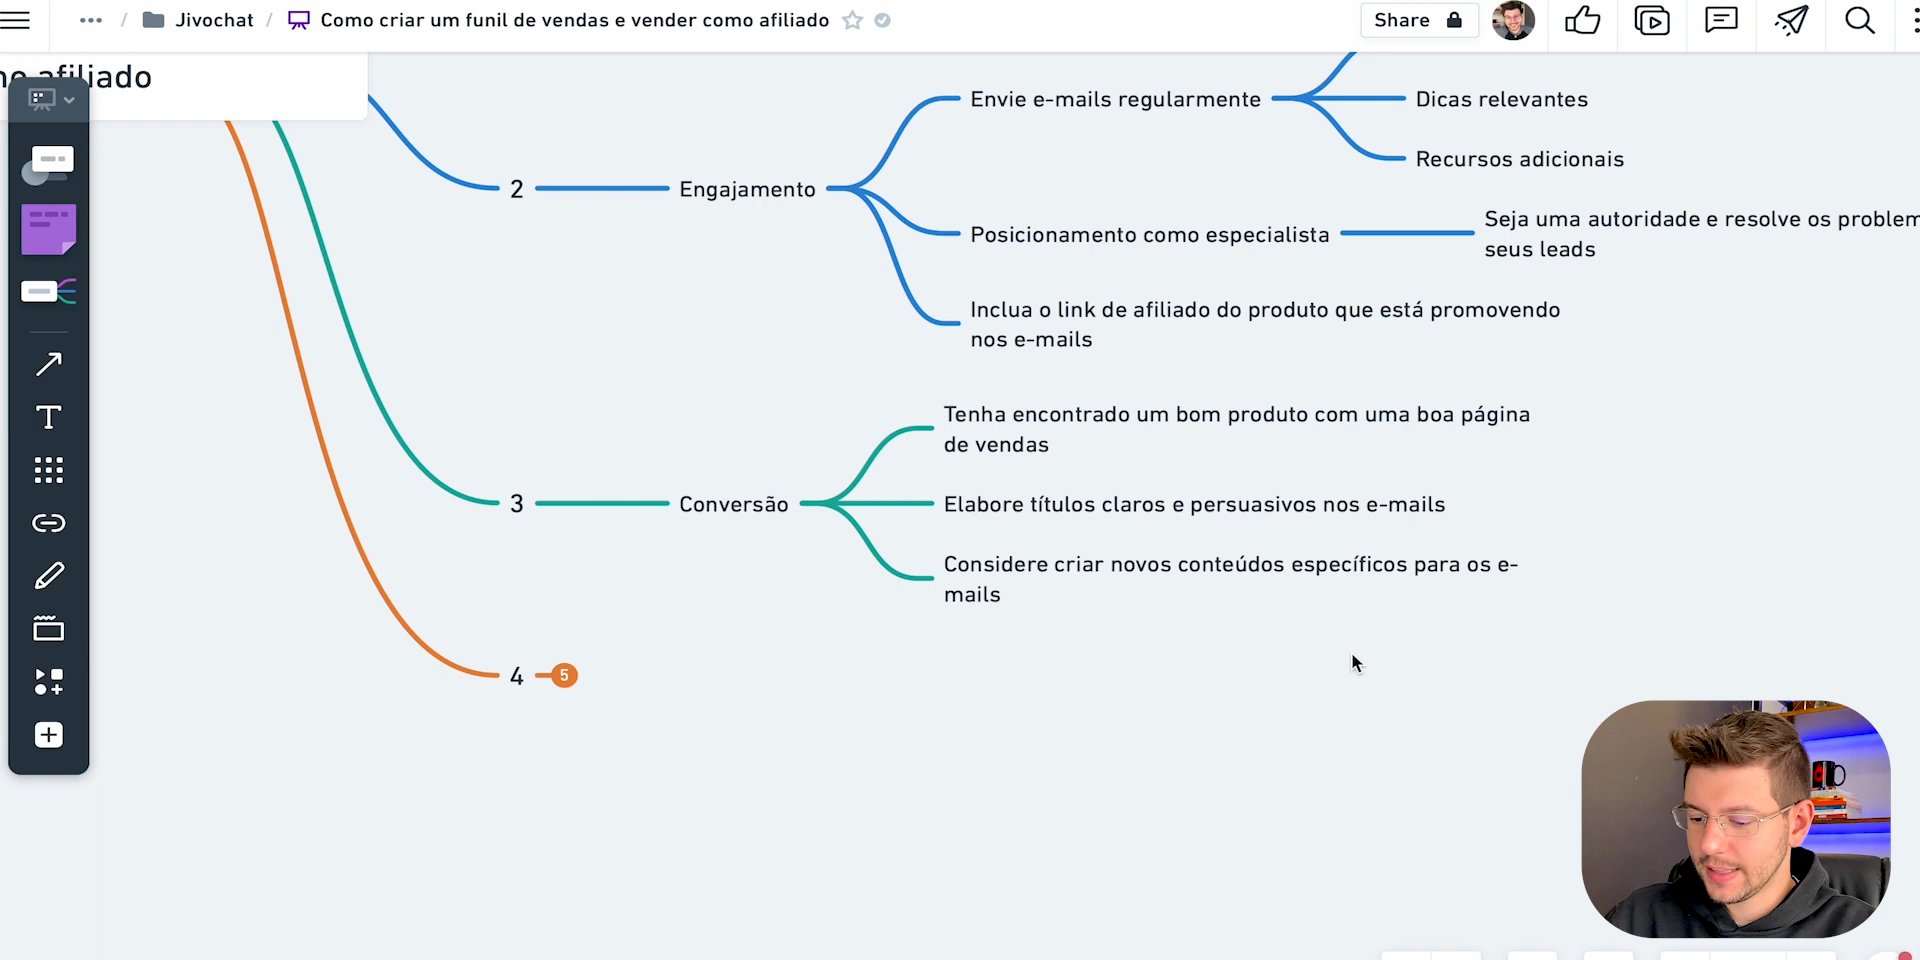 Jivochat / Como criar um funil de vendas e vender como afiliado
Share
afiliado
Envie e-mails regularmente
Dicas relevantes
Recursos adicionais
2
Engajamento
Posicionamento como especialista
Seja uma autoridade e resolve os problem
seus leads
Inclua o link de afiliado do produto que está promovendo
nos e-mails
Tenha encontrado um bom produto com uma boa página
de vendas
3
Conversão
Elabore títulos claros e persuasivos nos e-mails
Considere criar novos conteúdos específicos para os e-
mails
4
5